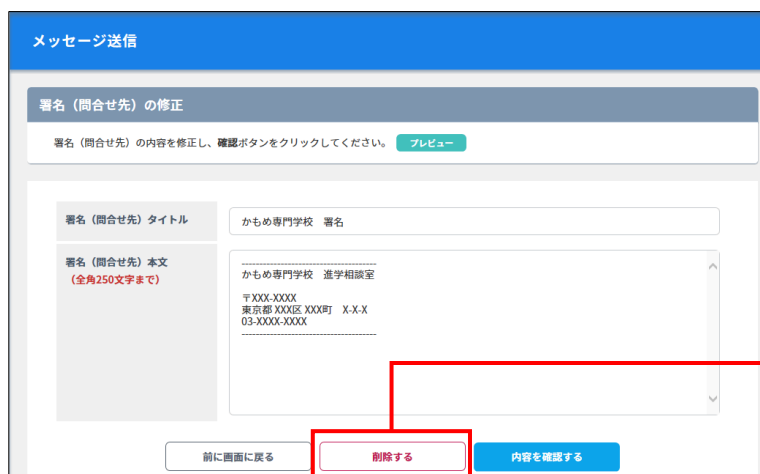 メッセージ送信
署名（問合せ先）の修正
署名（問合せ先）の内容を修正し、確認ボタンをクリックしてください。 プレビュー
署名（問合せ先）タイトル
かもめ専門学校　署名
署名（問合せ先）本文
（全角250文字まで）
------------------------------------
かもめ専門学校　進学相談室
〒XXX-XXXX
東京都 XXX区 XXX町　X-X-X
03-XXXX-XXXX
------------------------------------
前に画面に戻る
削除する
内容を確認する